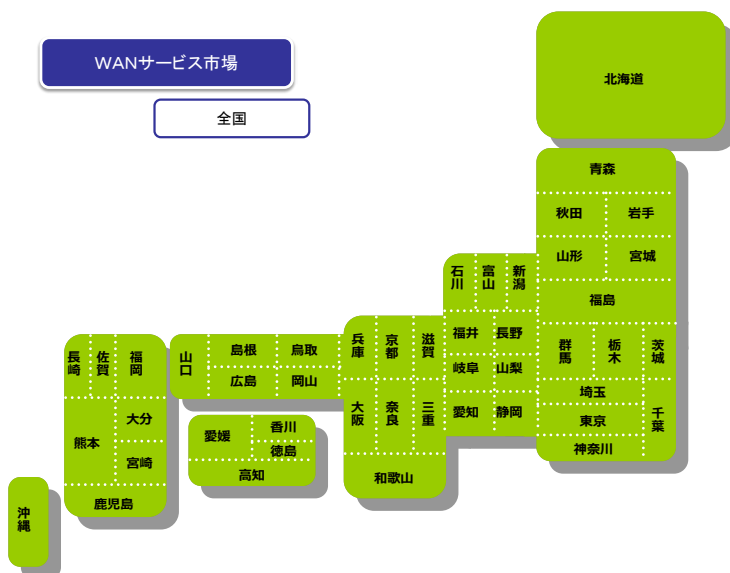 WANサービス市場
全国
北海道
青森
秋田
岩手
山形
宮城
福島
石川
富山
新潟
福井
長野
岐阜
山梨
愛知
静岡
群馬
栃木
茨城
埼玉
千葉
東京
神奈川
兵庫
京都
滋賀
大阪
奈良
三重
和歌山
山口
島根
鳥取
広島
岡山
愛媛
香川
徳島
高知
長崎
佐賀
福岡
熊本
大分
宮崎
鹿児島
沖縄